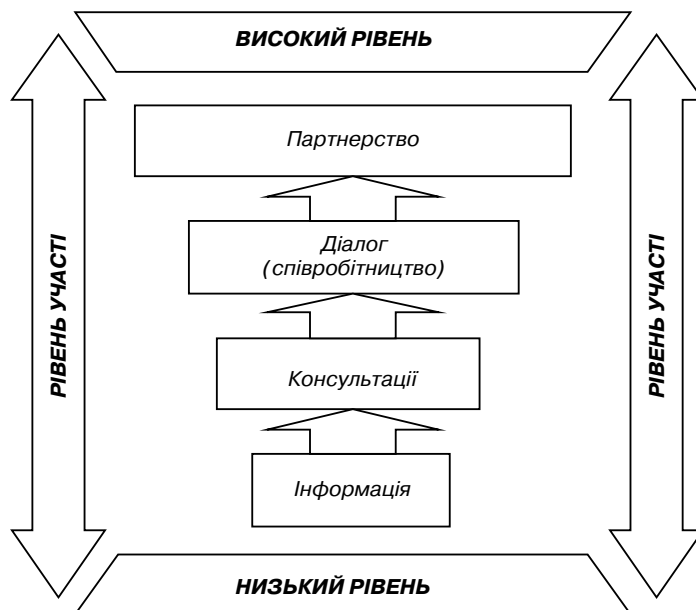 ВИСОКИЙ РІВЕНЬ
Партнерство
Діалог
(співробітництво)
Консультації
Інформація
НИЗЬКИЙ РІВЕНЬ
РІВЕНЬ УЧАСТІ
РІВЕНЬ УЧАСТІ